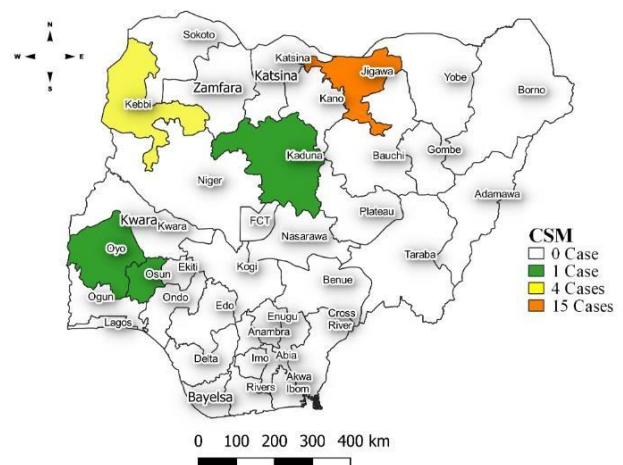 N
W E
S
Sokoto
Katsina
Katsina
Zamfara
Jigawa
Yobe
Borno
Kebbi
Kano
Kaduna
Bauchi
Gombe
Niger
Adamawa
Kwara
Kwara
FCT
Plateau
Nasarawa
Taraba
Oyo
Osun
Ekiti
Kogi
Benue
Ogun
Ondo
Lagos
Edo
Enugu
Anambra
Cross
River
Delta
Imo
Abia
Bayelsa
Rivers
Akwa
Ibom
CSM
0 Case
1 Case
4 Cases
15 Cases
0 100 200 300 400 km